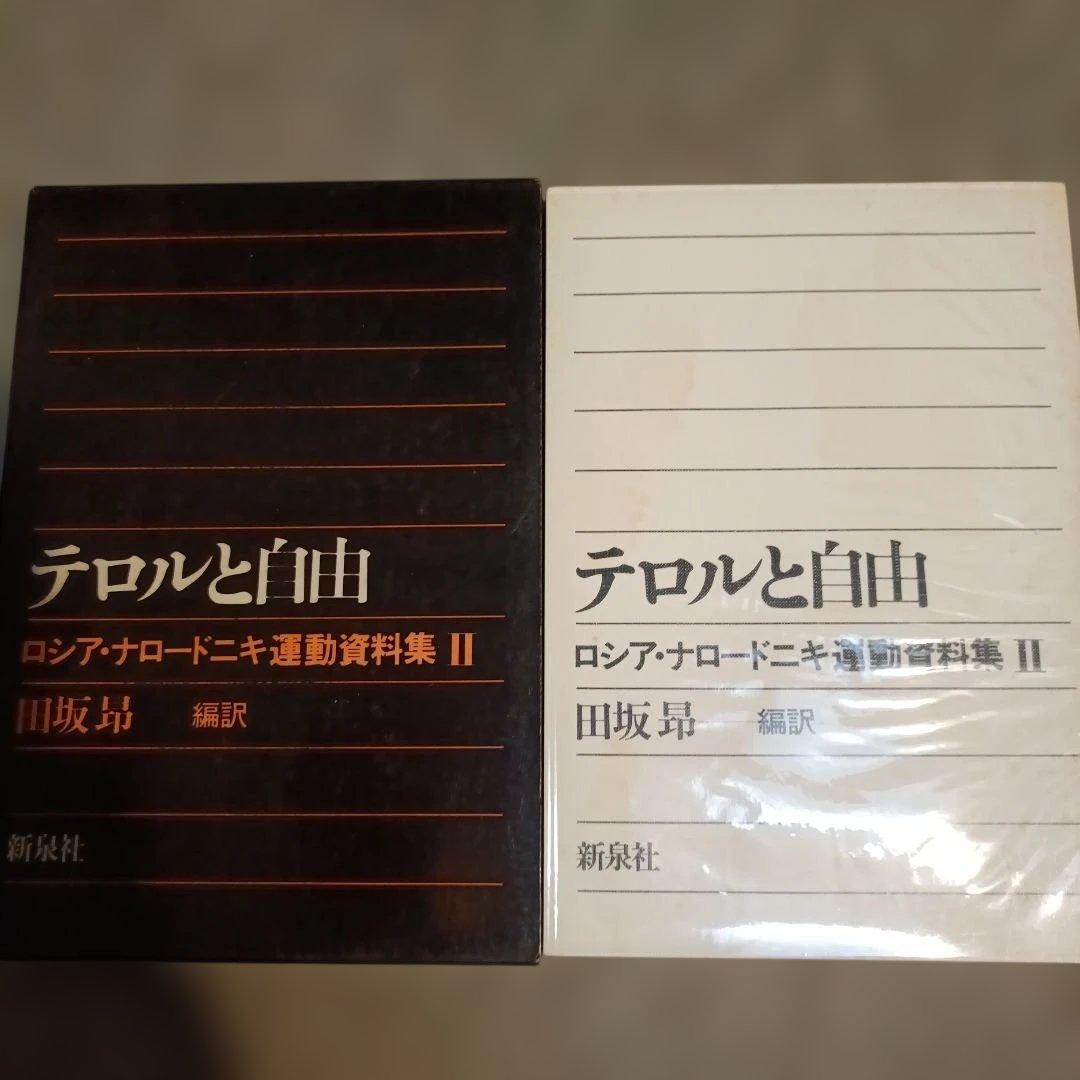 テロルと自由
ロシア・ナロードニキ運動資料集 II
田坂 昂 編訳
新泉社
テロルと自由
ロシア・ナロードニキ運動資料集 II
田坂 昂 編訳
新泉社